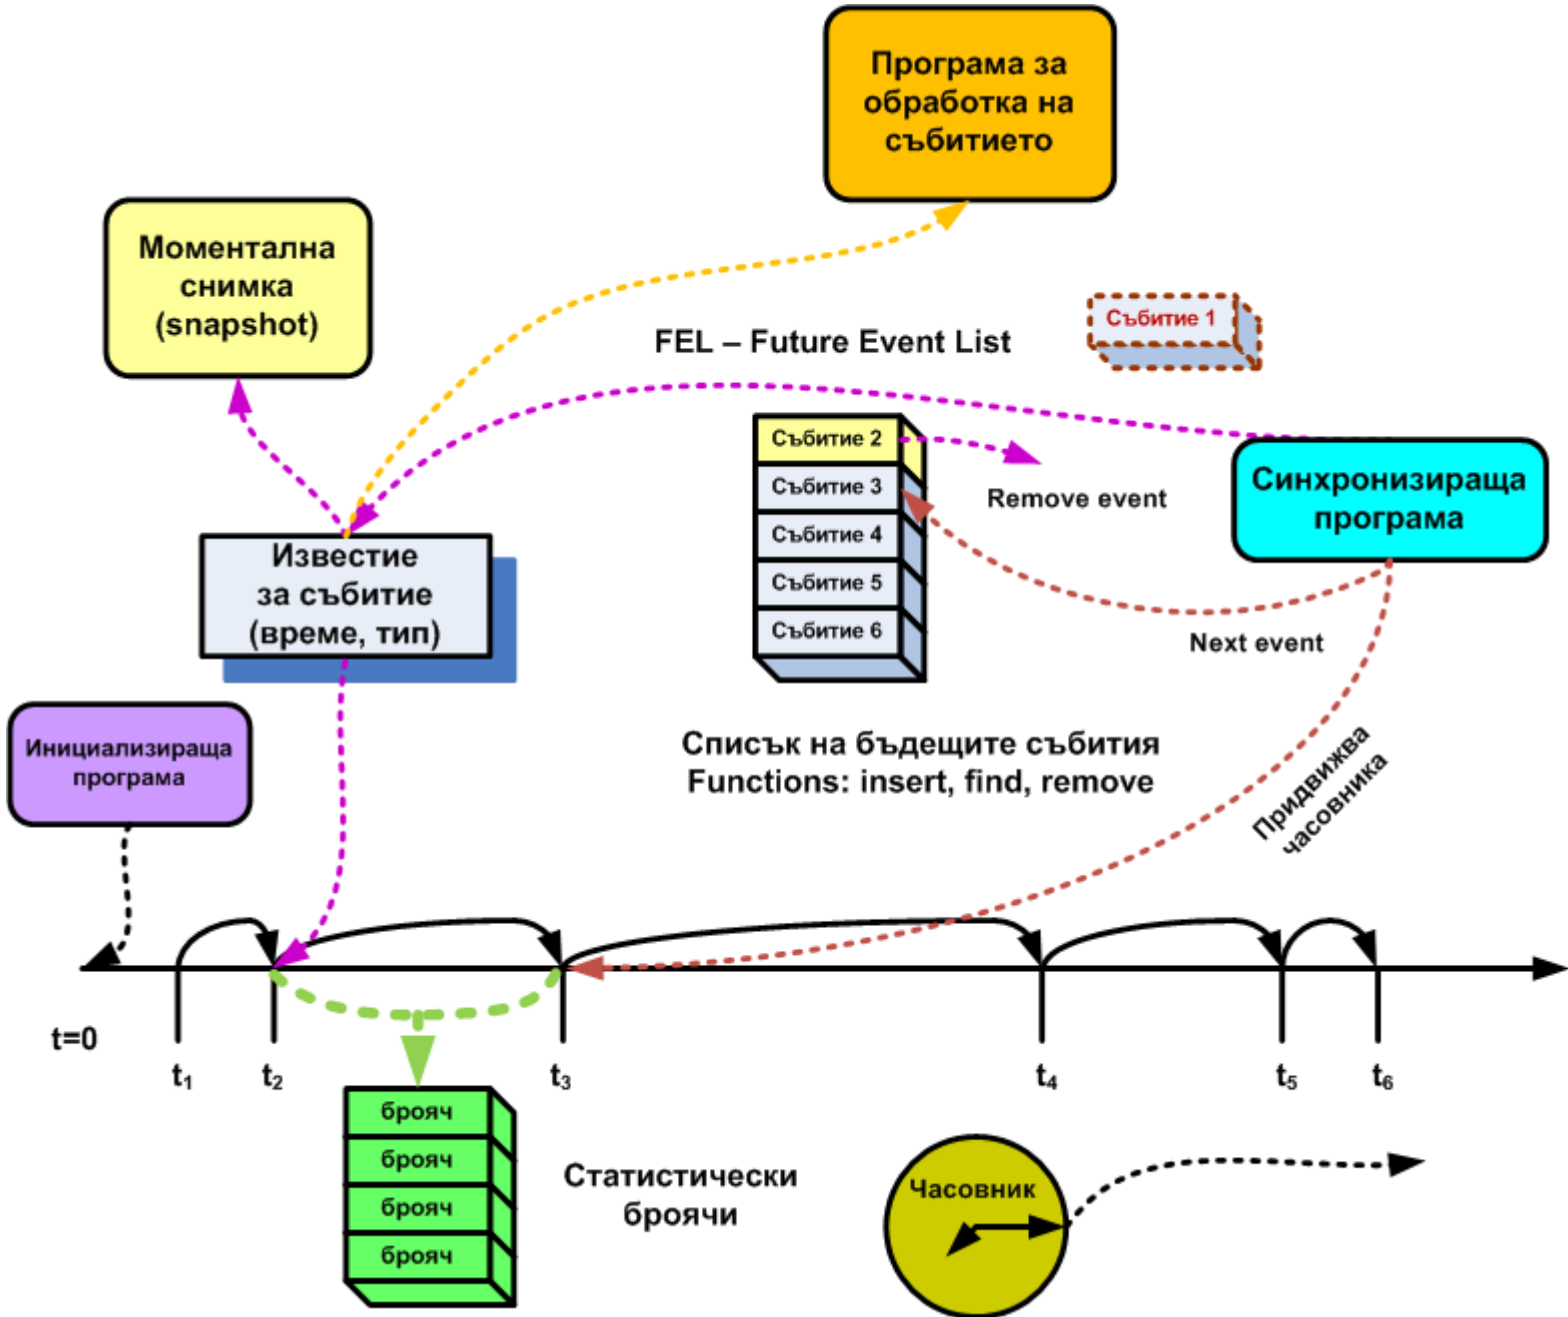 Програма за
обработка на
събитието
Моментална
снимка
(snapshot)
Събитие 1
FEL – Future Event List
Събитие 2
Събитие 3
Събитие 4
Събитие 5
Събитие 6
Remove event
Синхронизираща
програма
Next event
Известие
за събитие
(време, тип)
Инициализираща
програма
Списък на бъдещите събития
Functions: insert, find, remove
Придвижва
часовника
t=0
t₁
t₂
t₃
t₄
t₅
t₆
брояч
брояч
брояч
брояч
Статистически
броячи
Часовник